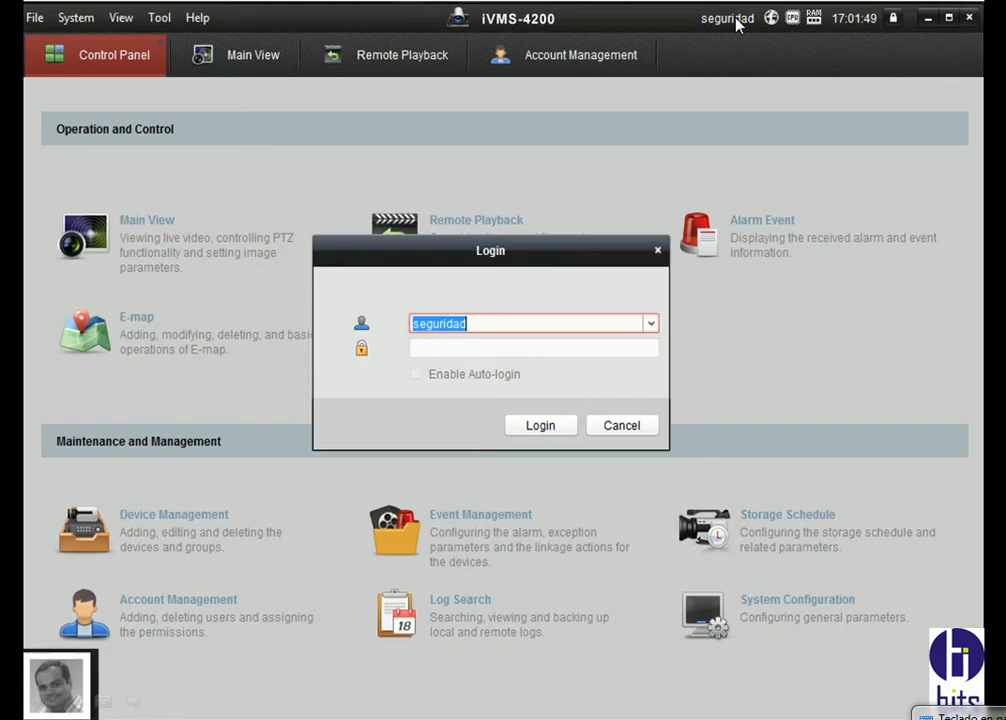 File System View Tool Help
iVMS-4200
seguridad CPU RAM 17:01:49
Control Panel Main View Remote Playback Account Management
Operation and Control
Main View
Viewing live video, controlling PTZ
functionality and setting image
parameters.
Remote Playback
Alarm Event
Displaying the received alarm and event
information.
E-map
Adding, modifying, deleting, and basi
operations of E-map.
Login
seguridad
Enable Auto-login
Login Cancel
Maintenance and Management
Device Management
Adding, editing and deleting the
devices and groups.
Event Management
Configuring the alarm, exception
parameters and the linkage actions for
the devices.
Storage Schedule
Configuring the storage schedule and
related parameters.
Account Management
Adding, deleting users and assigning
the permissions.
Log Search
Searching, viewing and backing up
local and remote logs.
18
System Configuration
Configuring general parameters.
hi
hits
Teclado en